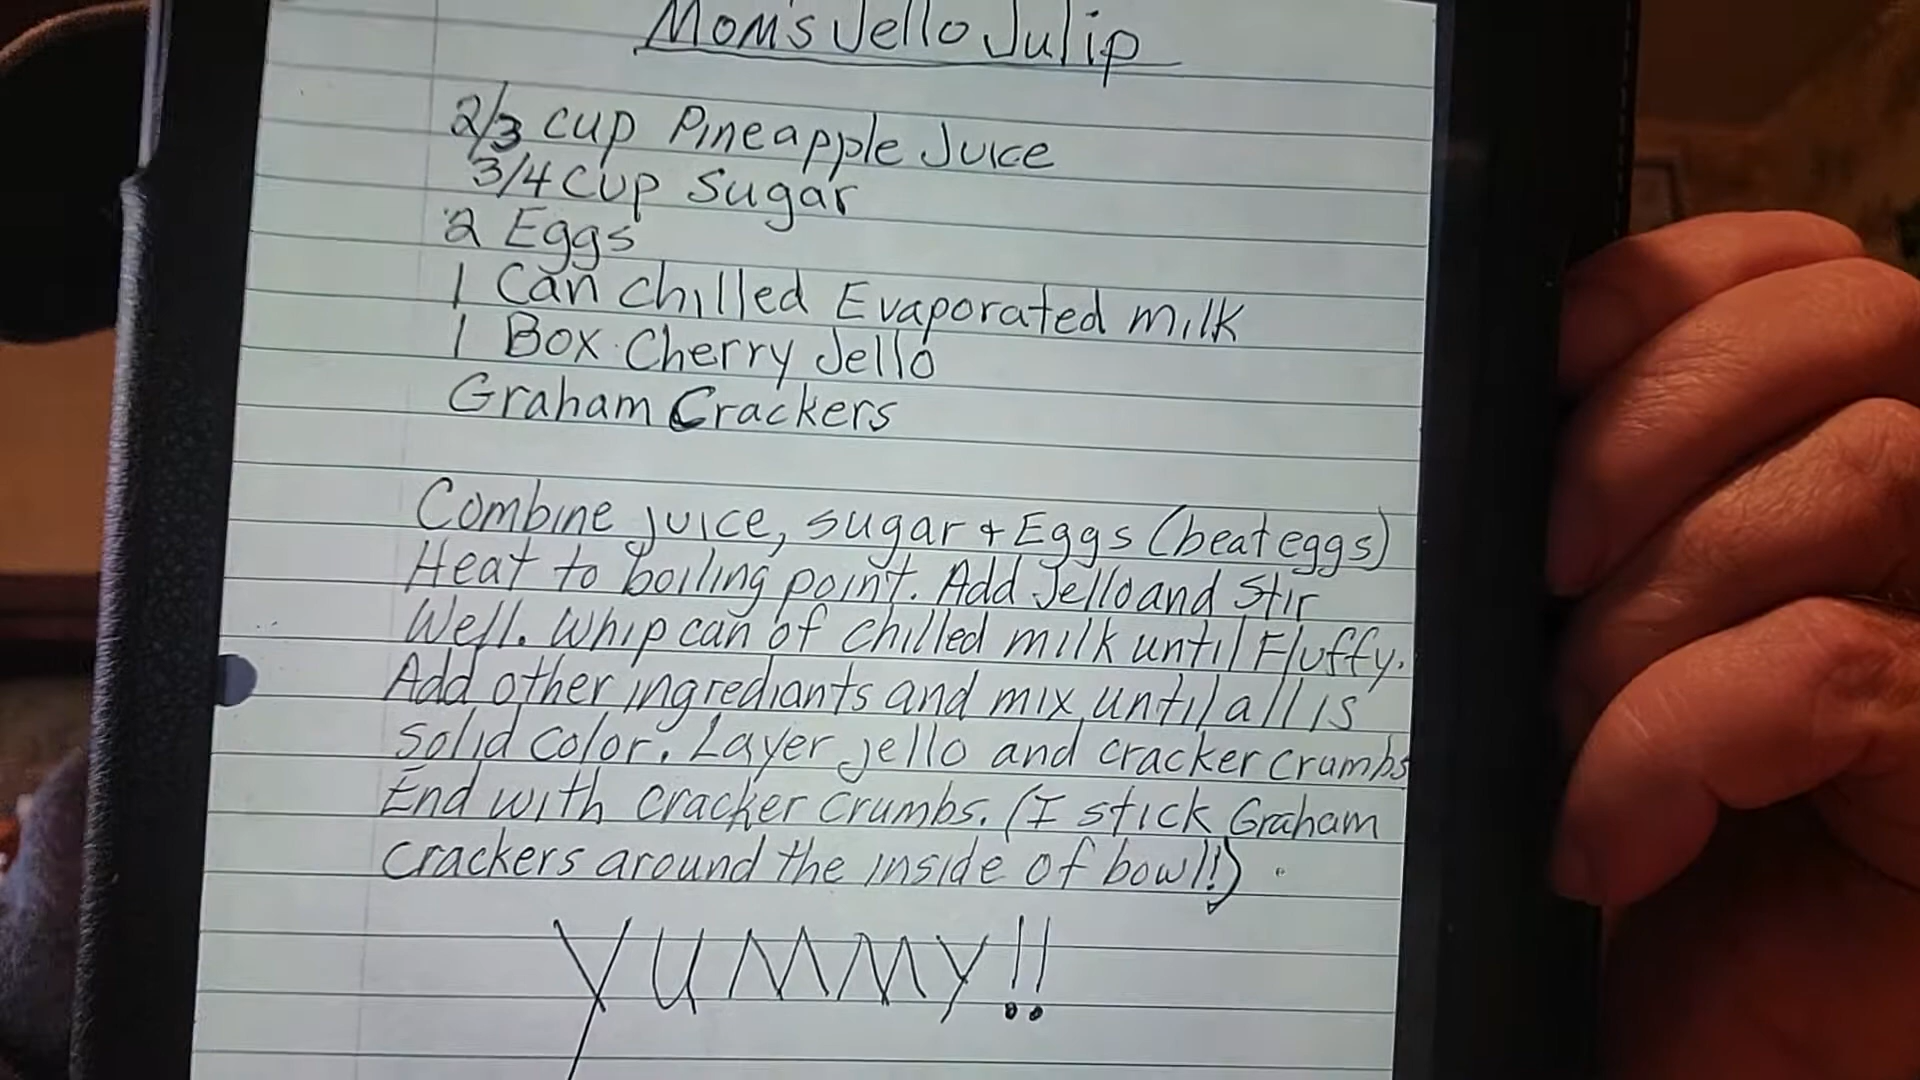 Mom's Jello Julip
2/3 cup Pineapple Juice
3/4 cup Sugar
2 Eggs
1 Can chilled Evaporated milk
1 Box Cherry Jello
Graham Crackers
Combine juice, sugar + Eggs (beat eggs)
Heat to boiling point. Add Jello and Stir
Well. Whip can of chilled milk until Fluffy.
Add other ingrediants and mix until all is
solid color. Layer jello and cracker crumbs
End with cracker crumbs. (I stick Graham
crackers around the inside of bowl!)
YUMMY!!